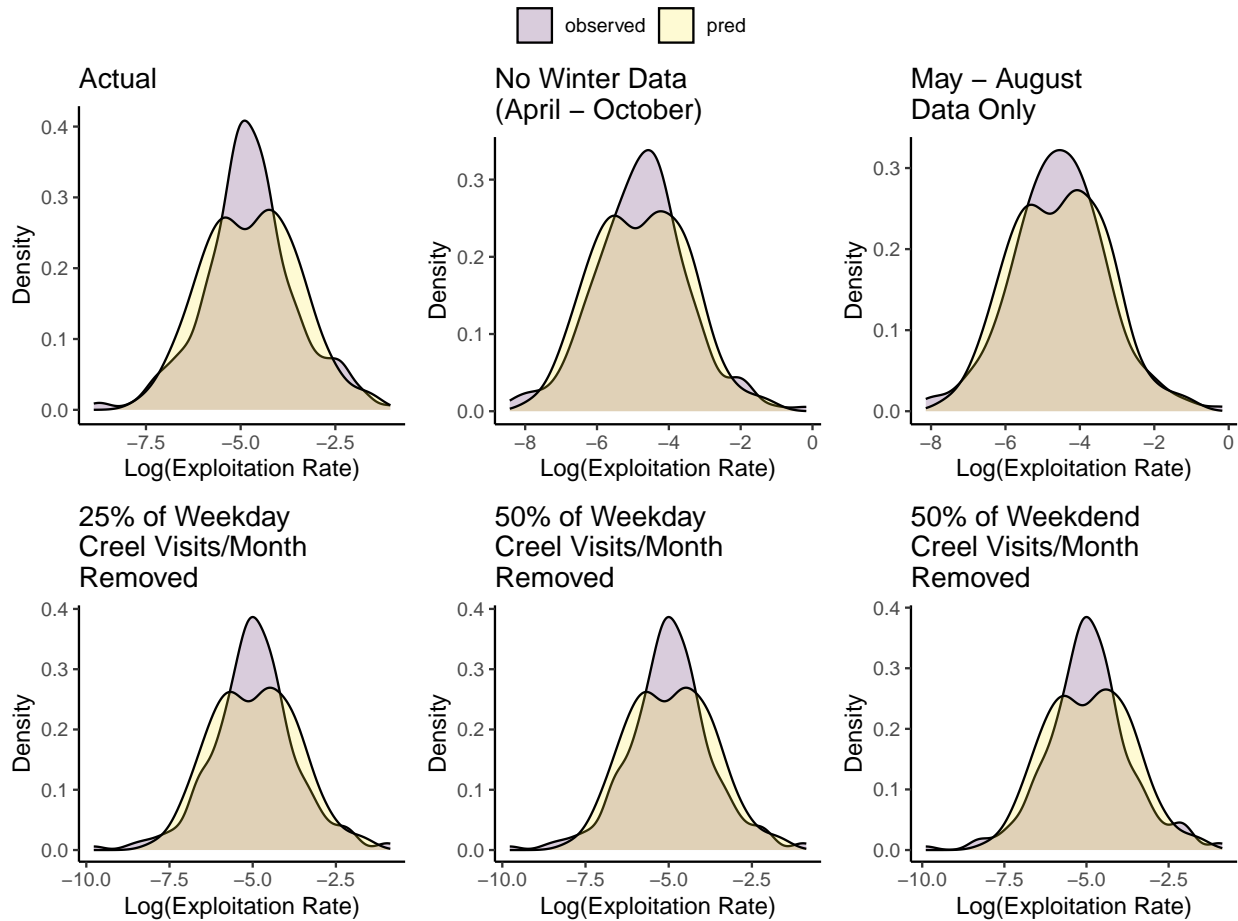 observed pred
Actual
No Winter Data
(April − October)
May − August
Data Only
0.4
0.3
0.2
0.1
0.0
Density
−7.5 −5.0 −2.5
Log(Exploitation Rate)
0.3
0.2
0.1
0.0
Density
−8 −6 −4 −2 0
Log(Exploitation Rate)
0.3
0.2
0.1
0.0
Density
−8 −6 −4 −2 0
Log(Exploitation Rate)
25% of Weekday
Creel Visits/Month
Removed
0.4
0.3
0.2
0.1
0.0
Density
−10.0 −7.5 −5.0 −2.5
Log(Exploitation Rate)
50% of Weekday
Creel Visits/Month
Removed
0.4
0.3
0.2
0.1
0.0
Density
−10.0 −7.5 −5.0 −2.5
Log(Exploitation Rate)
50% of Weekdend
Creel Visits/Month
Removed
0.4
0.3
0.2
0.1
0.0
Density
−10.0 −7.5 −5.0 −2.5
Log(Exploitation Rate)